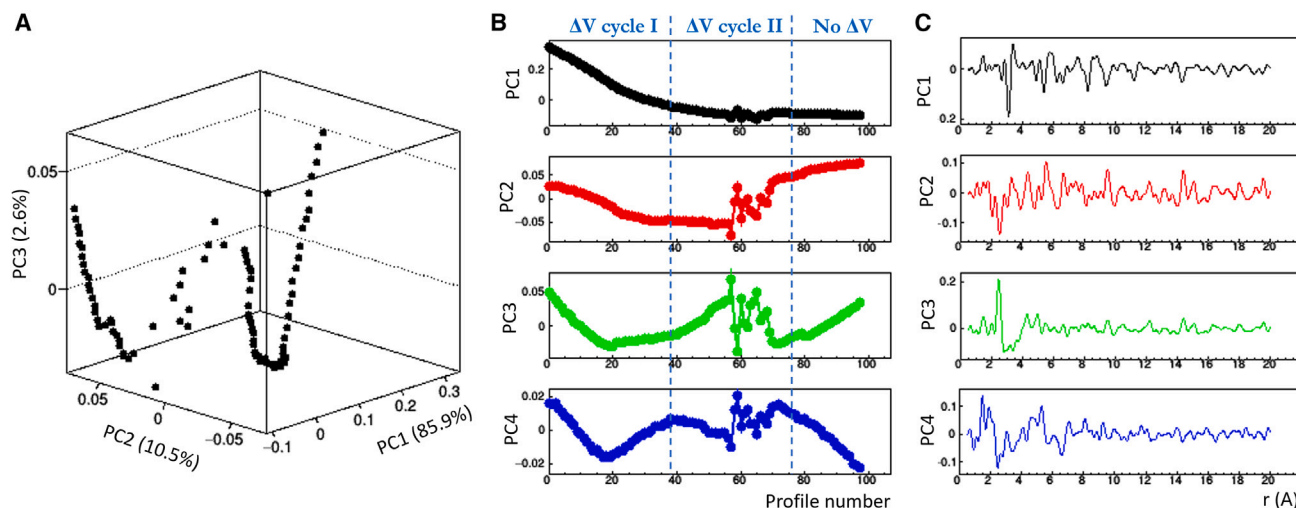 A
B
C
PC3 (2.6%)
0.05
0
0.05
0
−0.05
PC2 (10.5%)
−0.1
0
0.1
0.2
0.3
PC1 (85.9%)
ΔV cycle I
ΔV cycle II
No ΔV
PC1
0.2
0
0 20 40 60 80 100
PC2
0.05
0
−0.05
0 20 40 60 80 100
PC3
0.05
0
0 20 40 60 80 100
PC4
0.02
0
−0.02
0 20 40 60 80 100
Profile number
PC1
0
0.2
0 2 4 6 8 10 12 14 16 18 20
PC2
0.1
0
-0.1
0 2 4 6 8 10 12 14 16 18 20
PC3
0.2
0
0 2 4 6 8 10 12 14 16 18 20
PC4
0.1
0
-0.1
0 2 4 6 8 10 12 14 16 18 20
r (A)